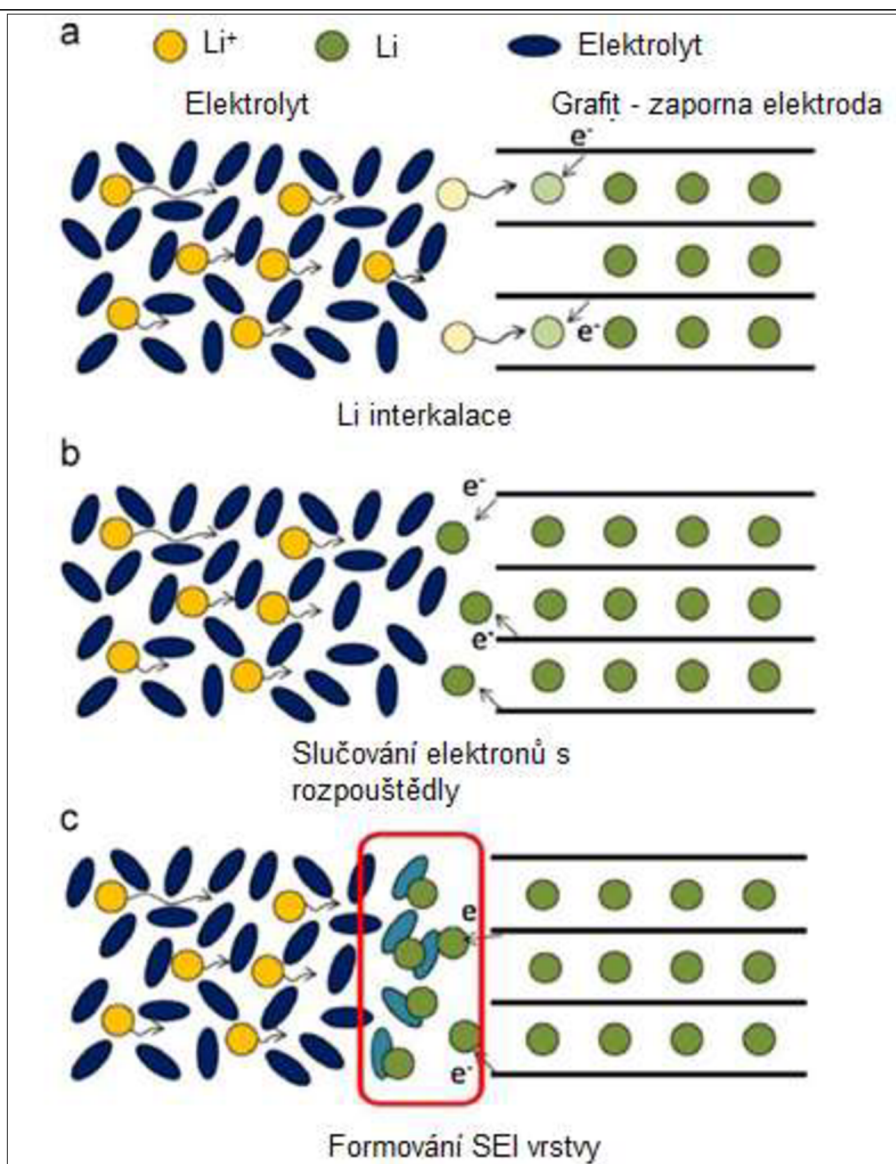 a
Li⁺ Li Elektrolyt
Elektrolyt Grafit - zaporna elektroda
e⁻
e⁻
Li interkalace
b
e⁻
e⁻
Slučování elektronů s
rozpouštědly
c
e
e⁻
Formování SEI vrstvy